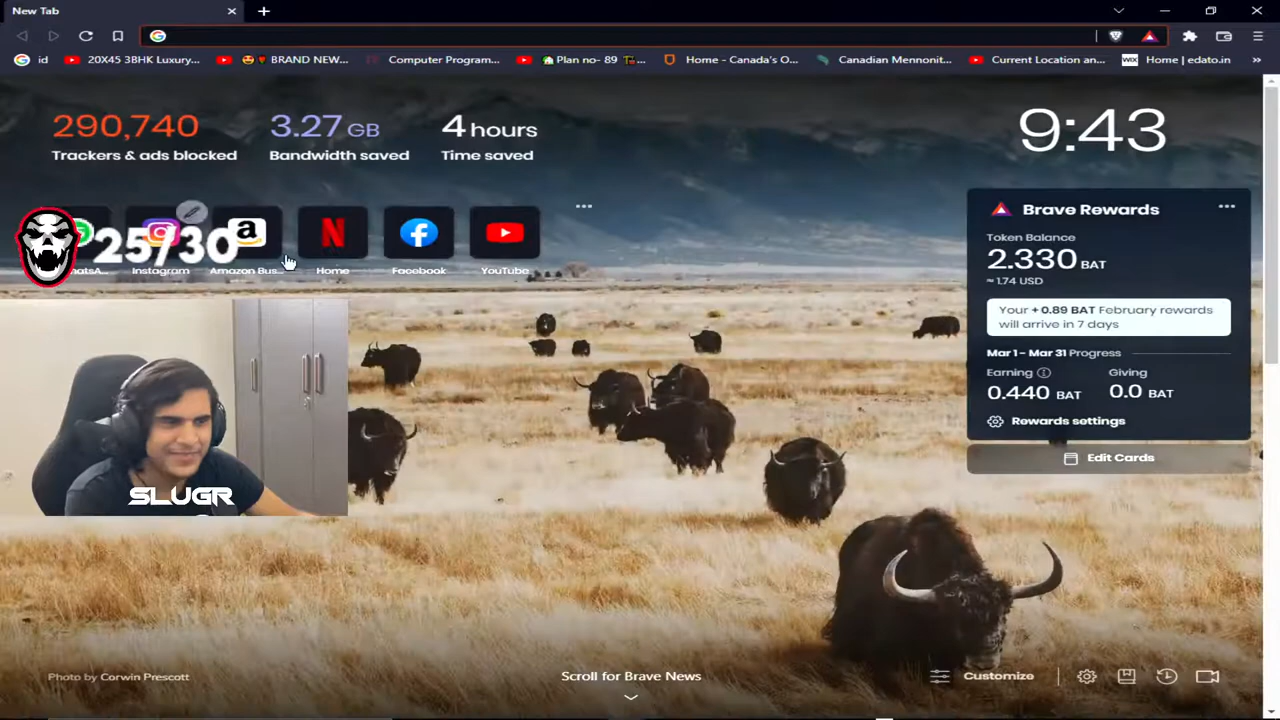 New Tab
id
20X45 3BHK Luxury...
BRAND NEW...
Computer Program...
Plan no- 89
Home - Canada's O...
Canadian Mennonit...
Current Location an...
WIX
Home | edato.in
290,740
Trackers & ads blocked
3.27 GB
Bandwidth saved
4 hours
Time saved
9:43
25/30
Instagram
Amazon Bus...
Home
Facebook
YouTube
Brave Rewards
Token Balance
2.330 BAT
≈ 1.74 USD
Your + 0.89 BAT February rewards
will arrive in 7 days
Mar 1 - Mar 31 Progress
Earning
0.440 BAT
Giving
0.0 BAT
Rewards settings
Edit Cards
SLUGR
Photo by Corwin Prescott
Scroll for Brave News
Customize